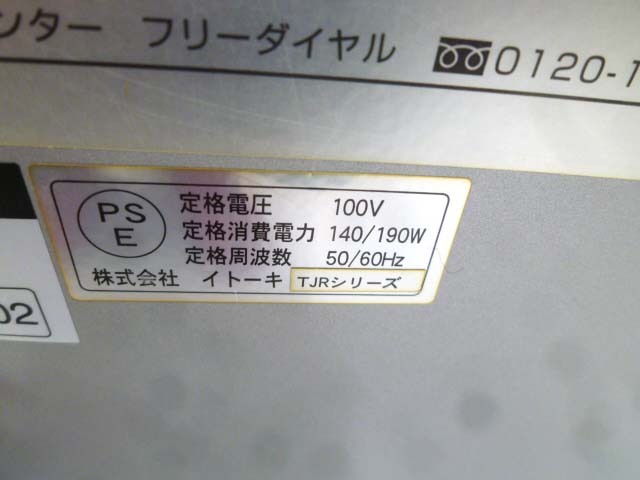 ンター フリーダイヤル 0120-1
PS
E
定格電圧 100V
定格消費電力 140/190W
定格周波数 50/60Hz
株式会社 イトーキ TJRシリーズ
02